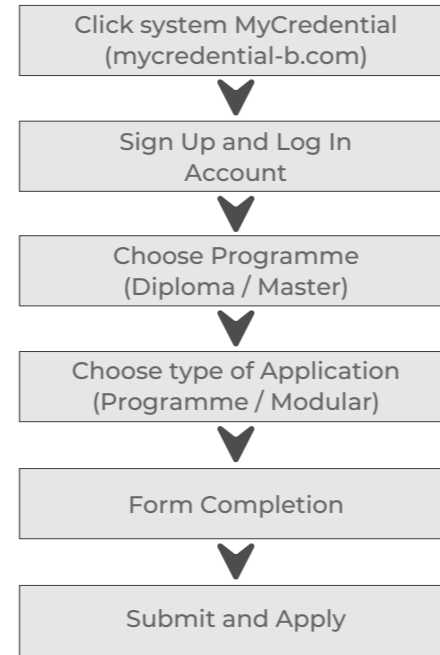 Click system MyCredential
(mycredential-b.com)
Sign Up and Log In
Account
Choose Programme
(Diploma / Master)
Choose type of Application
(Programme / Modular)
Form Completion
Submit and Apply